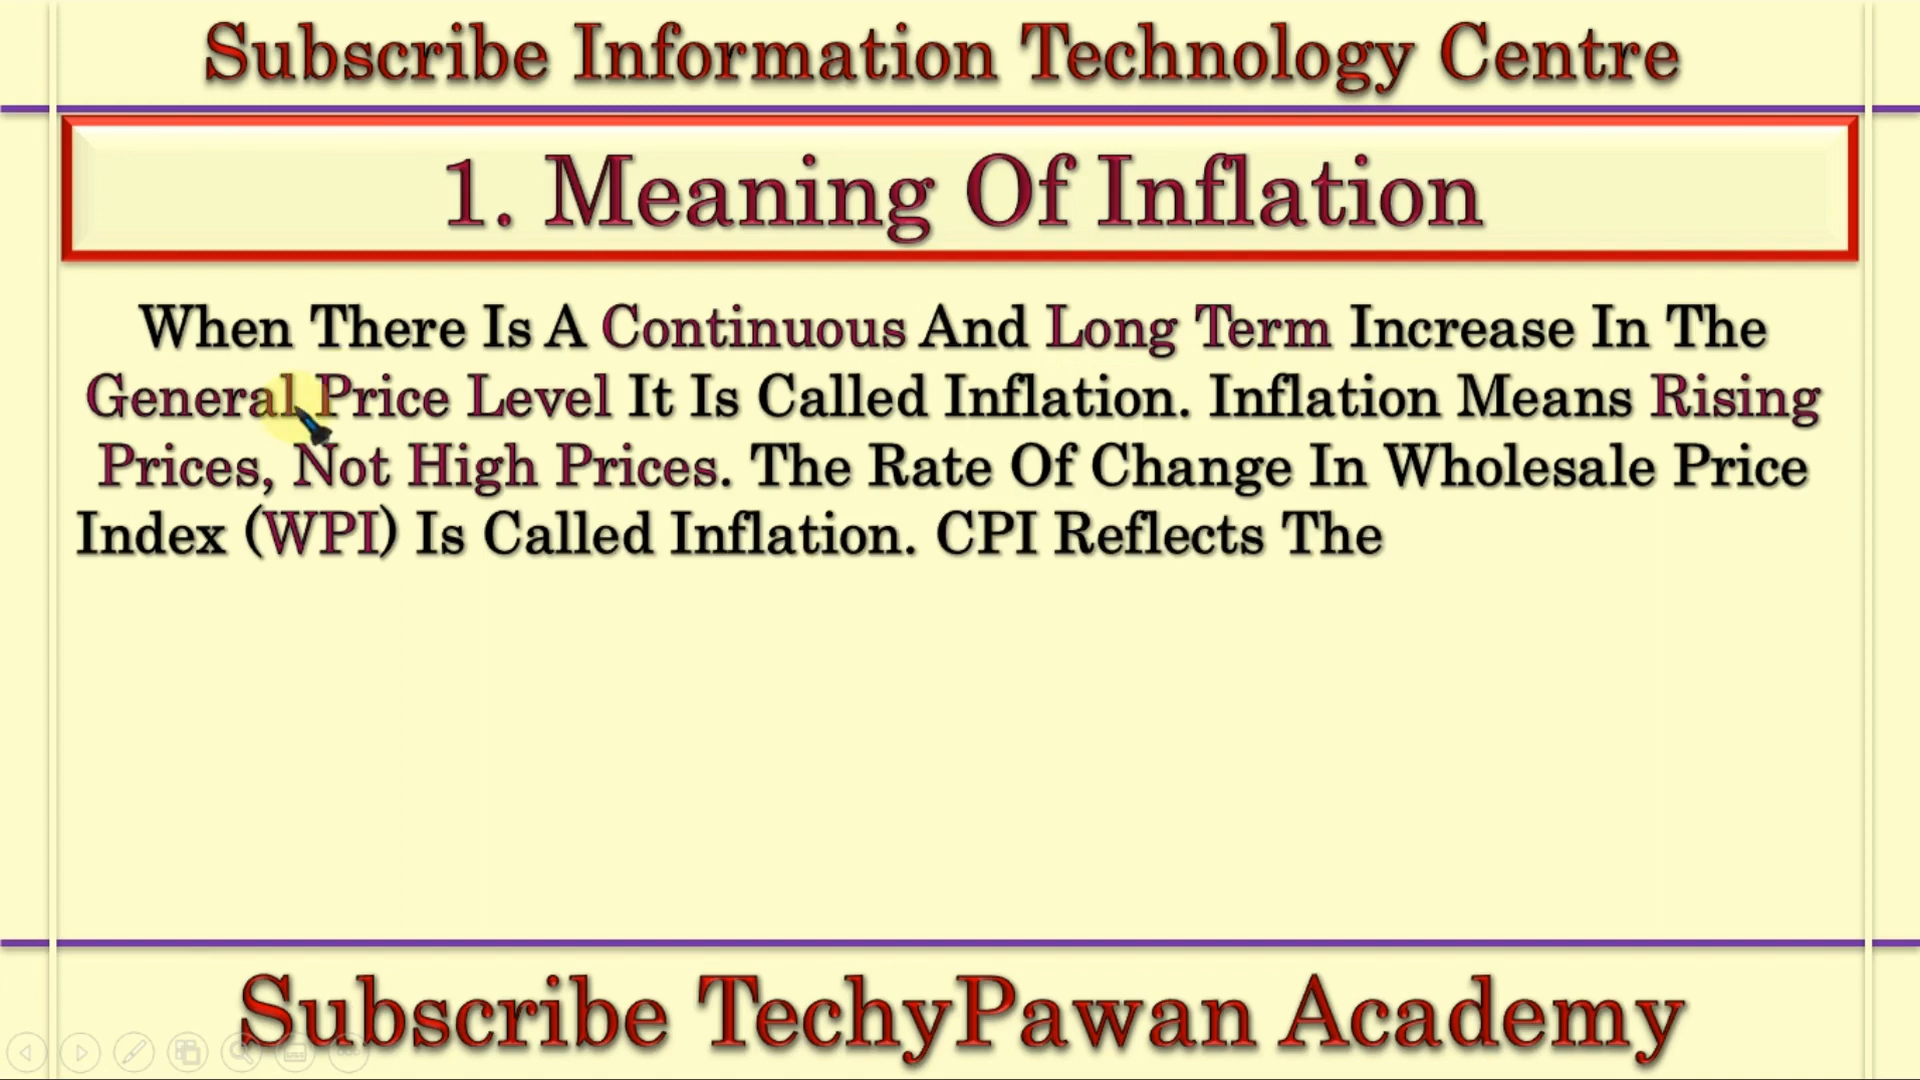 Subscribe Information Technology Centre
1. Meaning Of Inflation
When There Is A Continuous And Long Term Increase In The
General Price Level It Is Called Inflation. Inflation Means Rising
Prices, Not High Prices. The Rate Of Change In Wholesale Price
Index (WPI) Is Called Inflation. CPI Reflects The
Subscribe TechyPawan Academy